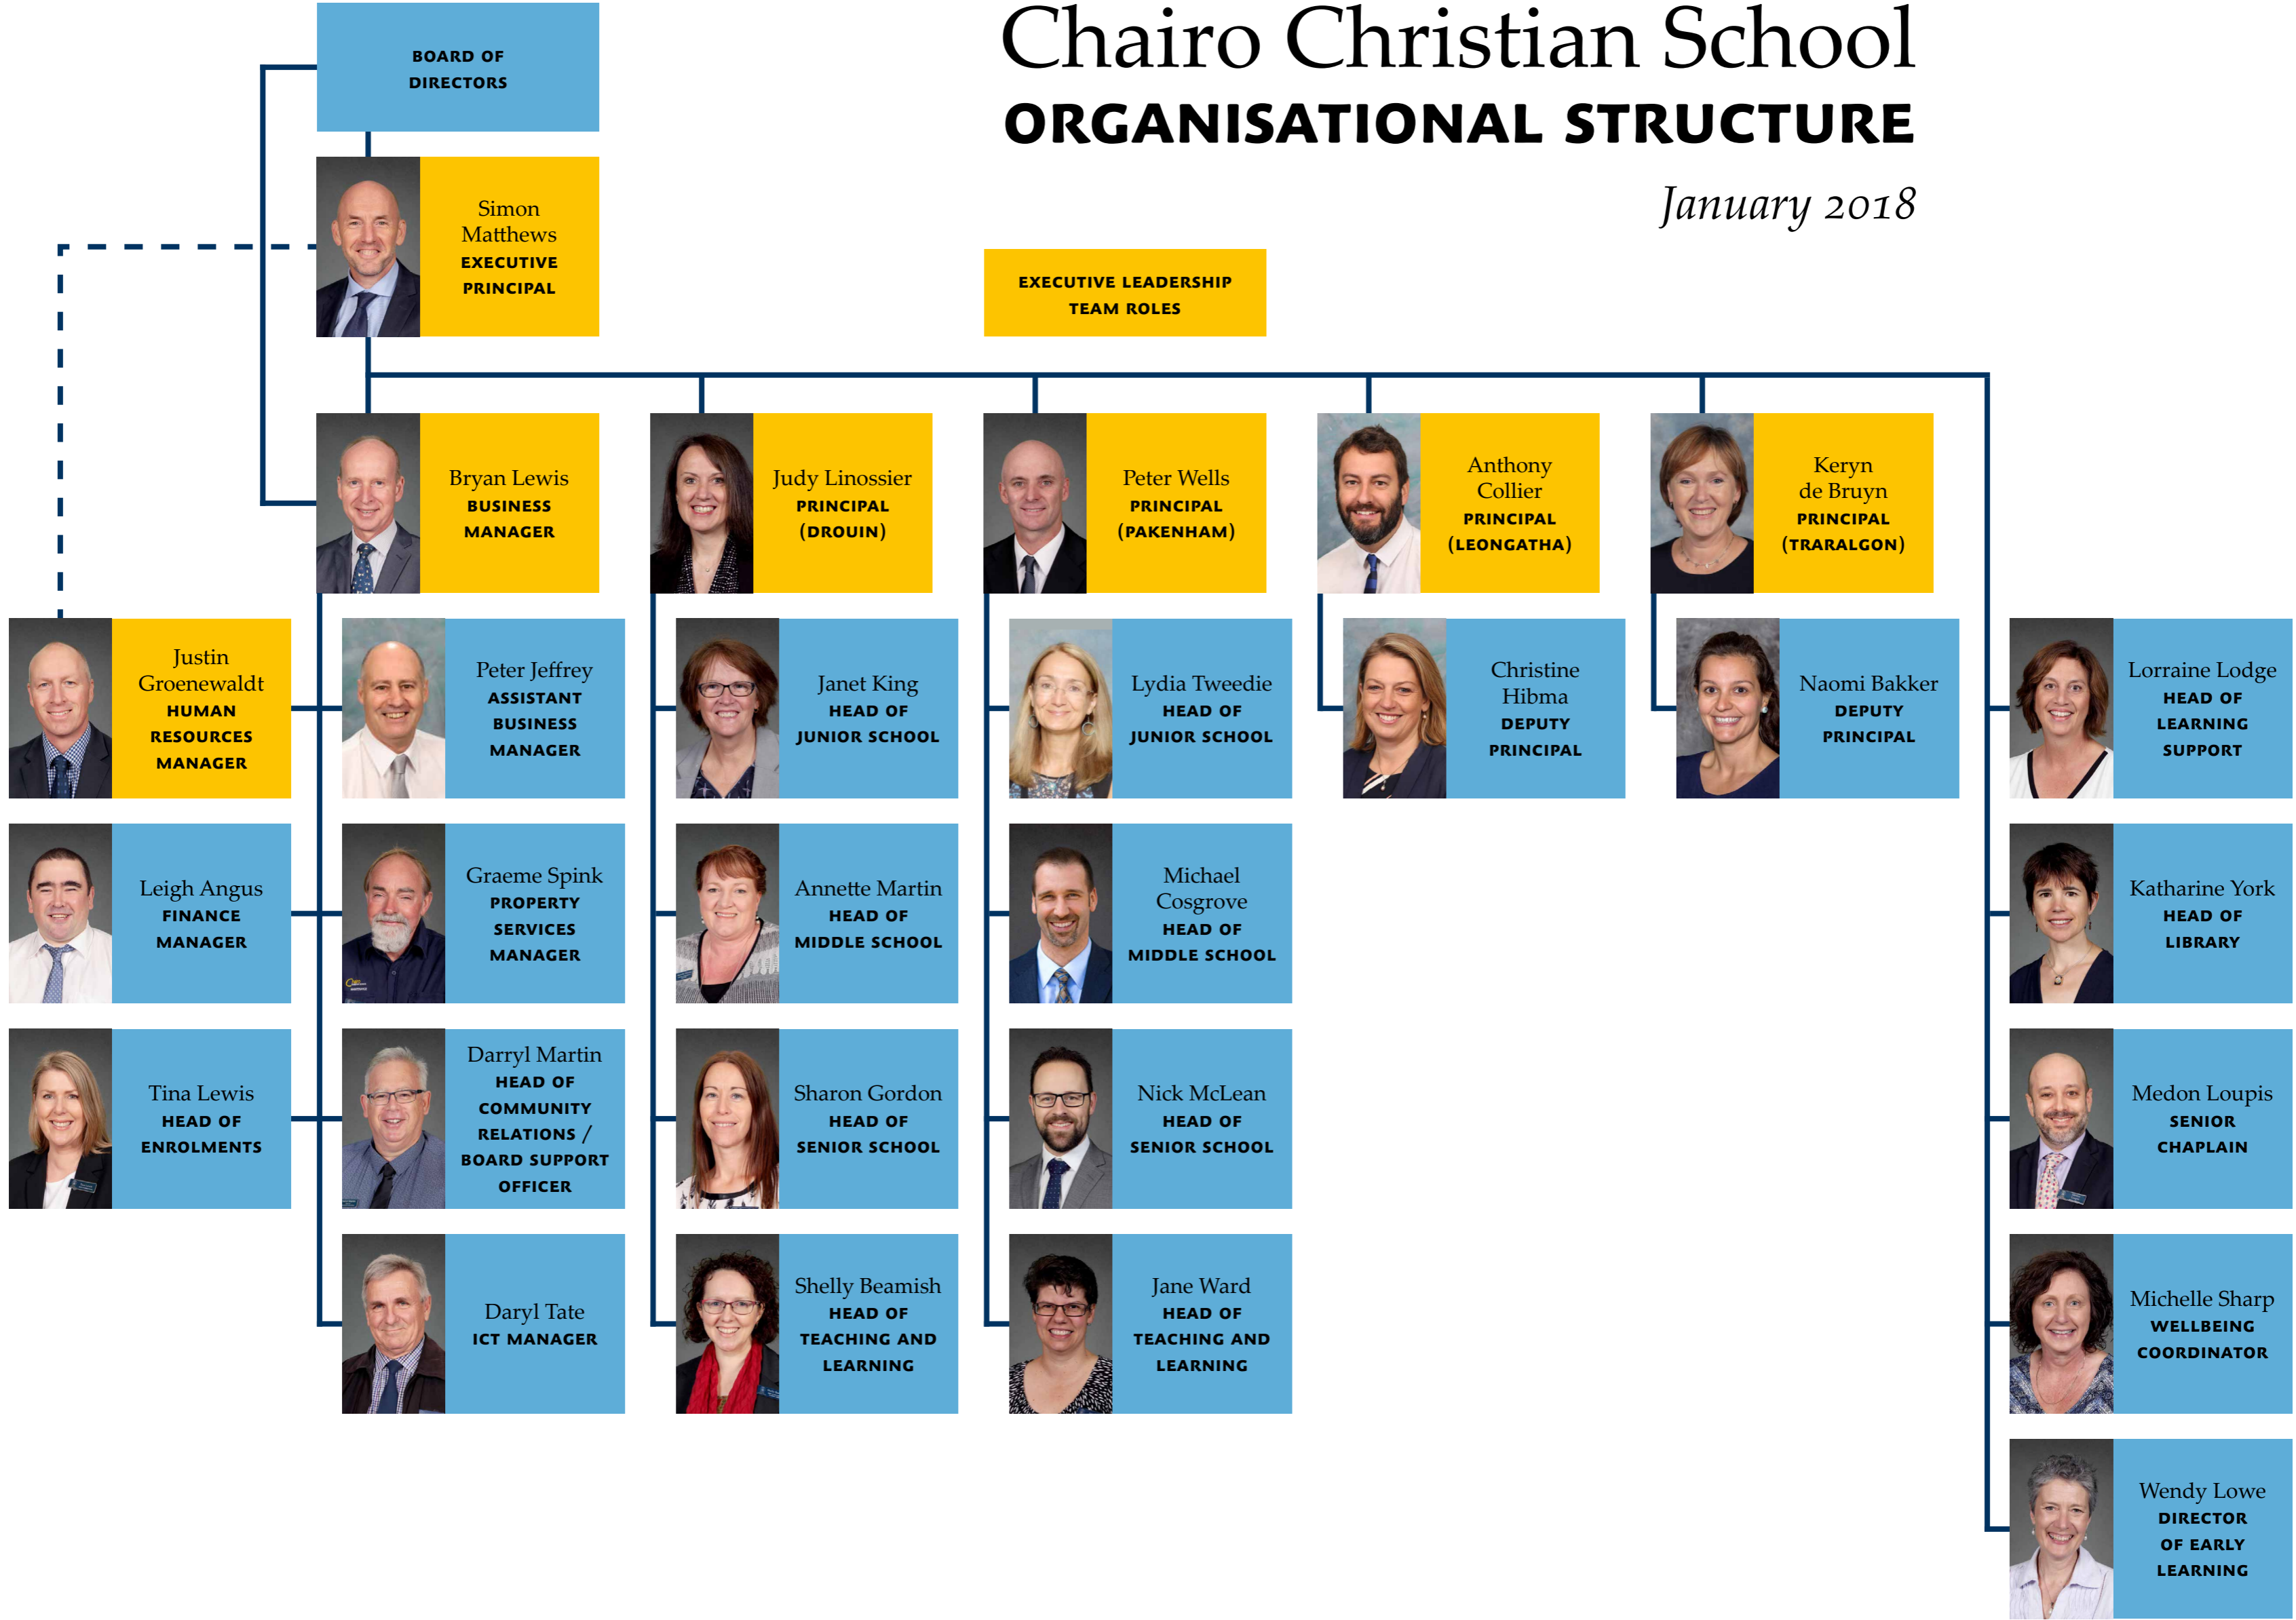 Chairo Christian School
ORGANISATIONAL STRUCTURE
January 2018
BOARD OF
DIRECTORS
Simon
Matthews
EXECUTIVE
PRINCIPAL
EXECUTIVE LEADERSHIP
TEAM ROLES
Bryan Lewis
BUSINESS
MANAGER
Judy Linossier
PRINCIPAL
(DROUIN)
Peter Wells
PRINCIPAL
(PAKENHAM)
Anthony
Collier
PRINCIPAL
(LEONGATHA)
Keryn
de Bruyn
PRINCIPAL
(TRARALGON)
Justin
Groenewaldt
HUMAN
RESOURCES
MANAGER
Peter Jeffrey
ASSISTANT
BUSINESS
MANAGER
Janet King
HEAD OF
JUNIOR SCHOOL
Lydia Tweedie
HEAD OF
JUNIOR SCHOOL
Christine
Hibma
DEPUTY
PRINCIPAL
Naomi Bakker
DEPUTY
PRINCIPAL
Lorraine Lodge
HEAD OF
LEARNING
SUPPORT
Leigh Angus
FINANCE
MANAGER
Graeme Spink
PROPERTY
SERVICES
MANAGER
Annette Martin
HEAD OF
MIDDLE SCHOOL
Michael
Cosgrove
HEAD OF
MIDDLE SCHOOL
Katharine York
HEAD OF
LIBRARY
Tina Lewis
HEAD OF
ENROLMENTS
Darryl Martin
HEAD OF
COMMUNITY
RELATIONS /
BOARD SUPPORT
OFFICER
Sharon Gordon
HEAD OF
SENIOR SCHOOL
Nick McLean
HEAD OF
SENIOR SCHOOL
Medon Loupis
SENIOR
CHAPLAIN
Daryl Tate
ICT MANAGER
Shelly Beamish
HEAD OF
TEACHING AND
LEARNING
Jane Ward
HEAD OF
TEACHING AND
LEARNING
Michelle Sharp
WELLBEING
COORDINATOR
Wendy Lowe
DIRECTOR
OF EARLY
LEARNING